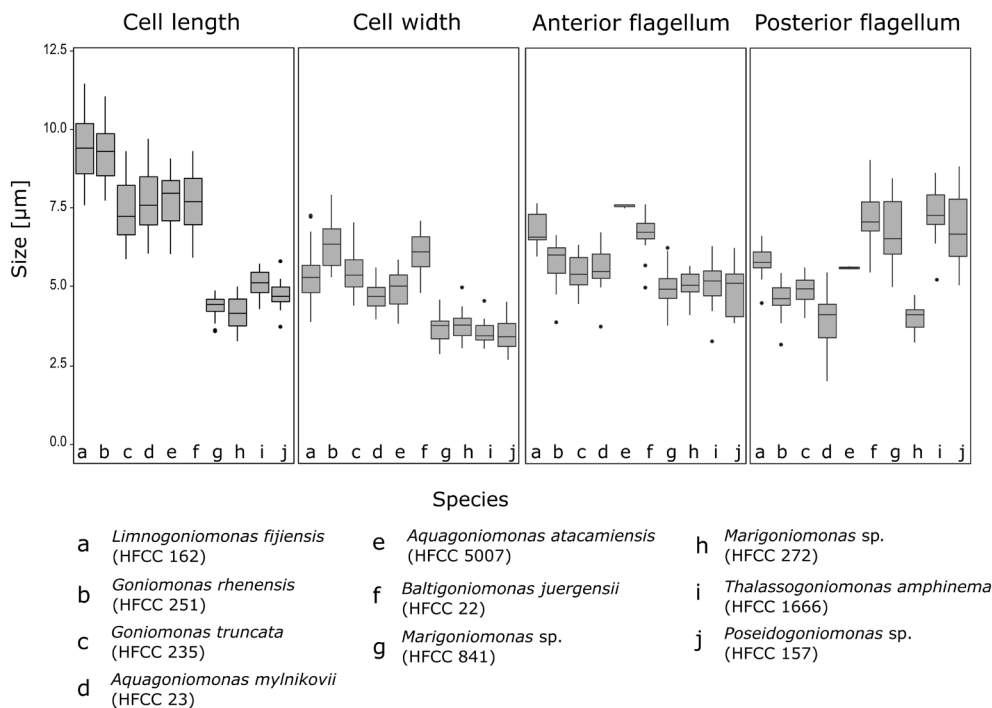 Cell length
Cell width
Anterior flagellum
Posterior flagellum
12.5
10.0
7.5
5.0
2.5
0.0
Size [µm]
a b c d e f g h i j
a b c d e f g h i j
a b c d e f g h i j
a b c d e f g h i j
Species
a Limnogoniomonas fijiensis
(HFCC 162)
b Goniomonas rhenensis
(HFCC 251)
c Goniomonas truncata
(HFCC 235)
d Aquagoniomonas mylnikovii
(HFCC 23)
e Aquagoniomonas atacamiensis
(HFCC 5007)
f Baltigoniomonas juergensii
(HFCC 22)
g Marigoniomonas sp.
(HFCC 841)
h Marigoniomonas sp.
(HFCC 272)
i Thalassogoniomonas amphinema
(HFCC 1666)
j Poseidogoniomonas sp.
(HFCC 157)